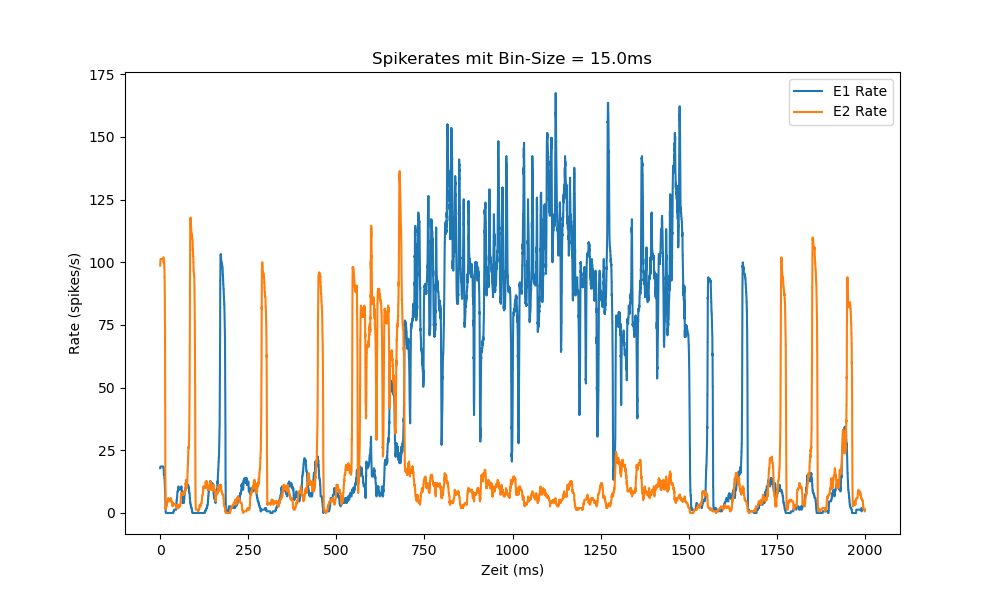 Spikerates mit Bin-Size = 15.0ms
E1 Rate
E2 Rate
175
150
125
100
75
50
25
0
Rate (spikes/s)
0 250 500 750 1000 1250 1500 1750 2000
Zeit (ms)